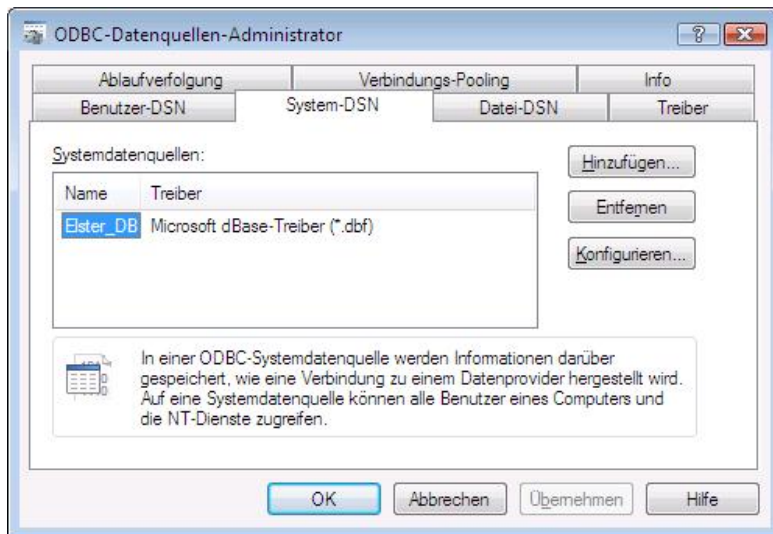 ODBC-Datenquellen-Administrator
Ablaufverfolgung Verbindungs-Pooling Info
Benutzer-DSN System-DSN Datei-DSN Treiber
Systemdatenquellen:
Name Treiber
Elster_DB Microsoft dBase-Treiber (*.dbf)
Hinzufügen...
Entfernen
Konfigurieren...
In einer ODBC-Systemdatenquelle werden Informationen darüber
gespeichert, wie eine Verbindung zu einem Datenprovider hergestellt wird.
Auf eine Systemdatenquelle können alle Benutzer eines Computers und
die NT-Dienste zugreifen.
OK Abbrechen Übernehmen Hilfe